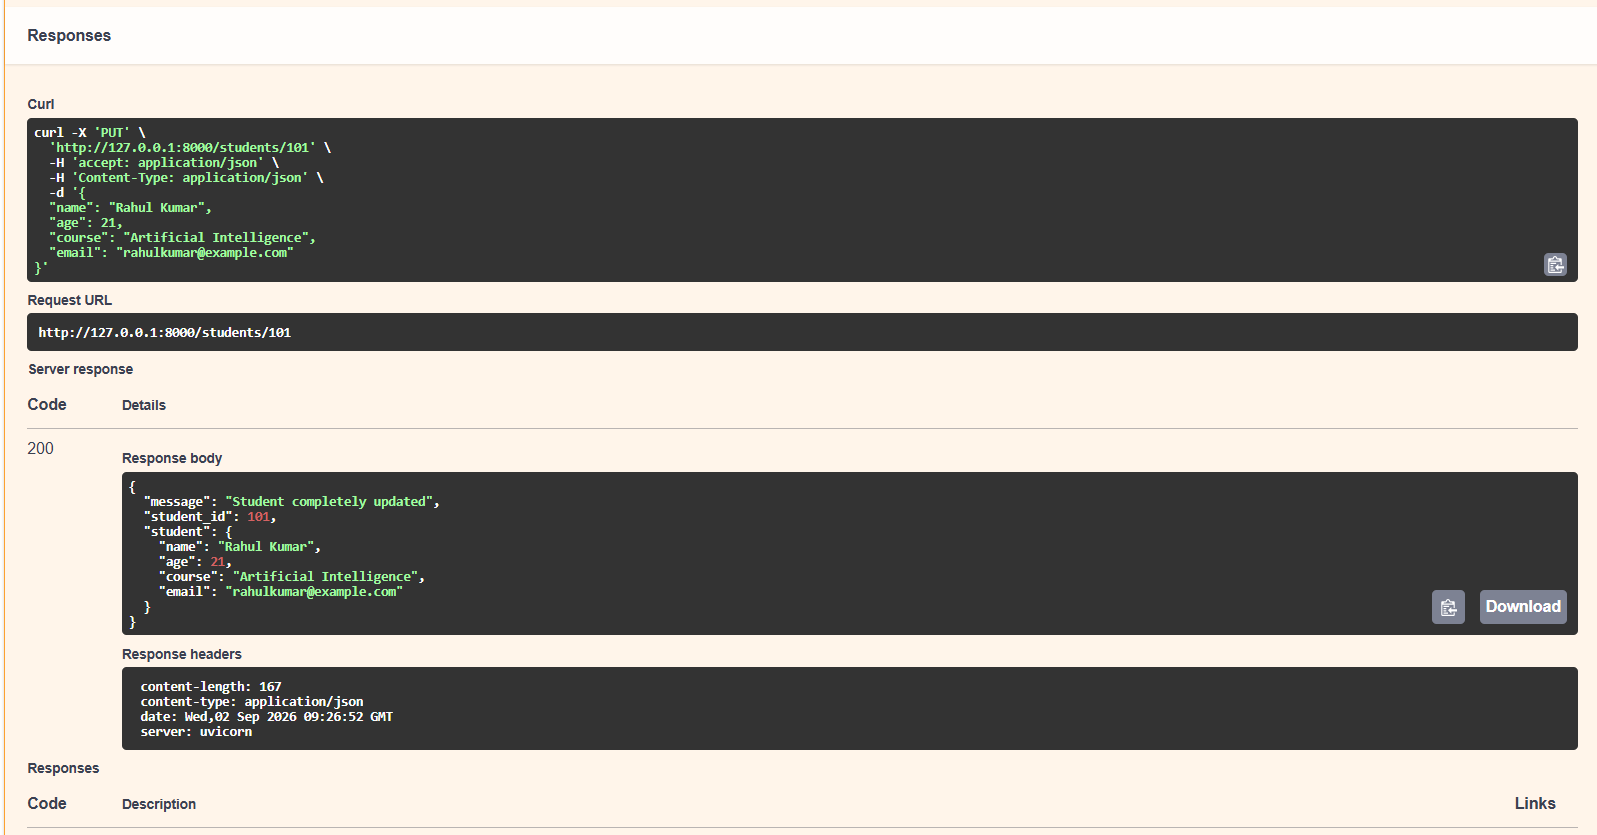 Responses
Curl
curl -X 'PUT' \
  'http://127.0.0.1:8000/students/101' \
  -H 'accept: application/json' \
  -H 'Content-Type: application/json' \
  -d '{
  "name": "Rahul Kumar",
  "age": 21,
  "course": "Artificial Intelligence",
  "email": "rahulkumar@example.com"
}'
Request URL
http://127.0.0.1:8000/students/101
Server response
Code Details
200
Response body
{
  "message": "Student completely updated",
  "student_id": 101,
  "student": {
    "name": "Rahul Kumar",
    "age": 21,
    "course": "Artificial Intelligence",
    "email": "rahulkumar@example.com"
  }
}
Download
Response headers
content-length: 167
content-type: application/json
date: Wed,02 Sep 2026 09:26:52 GMT
server: uvicorn
Responses
Code Description Links